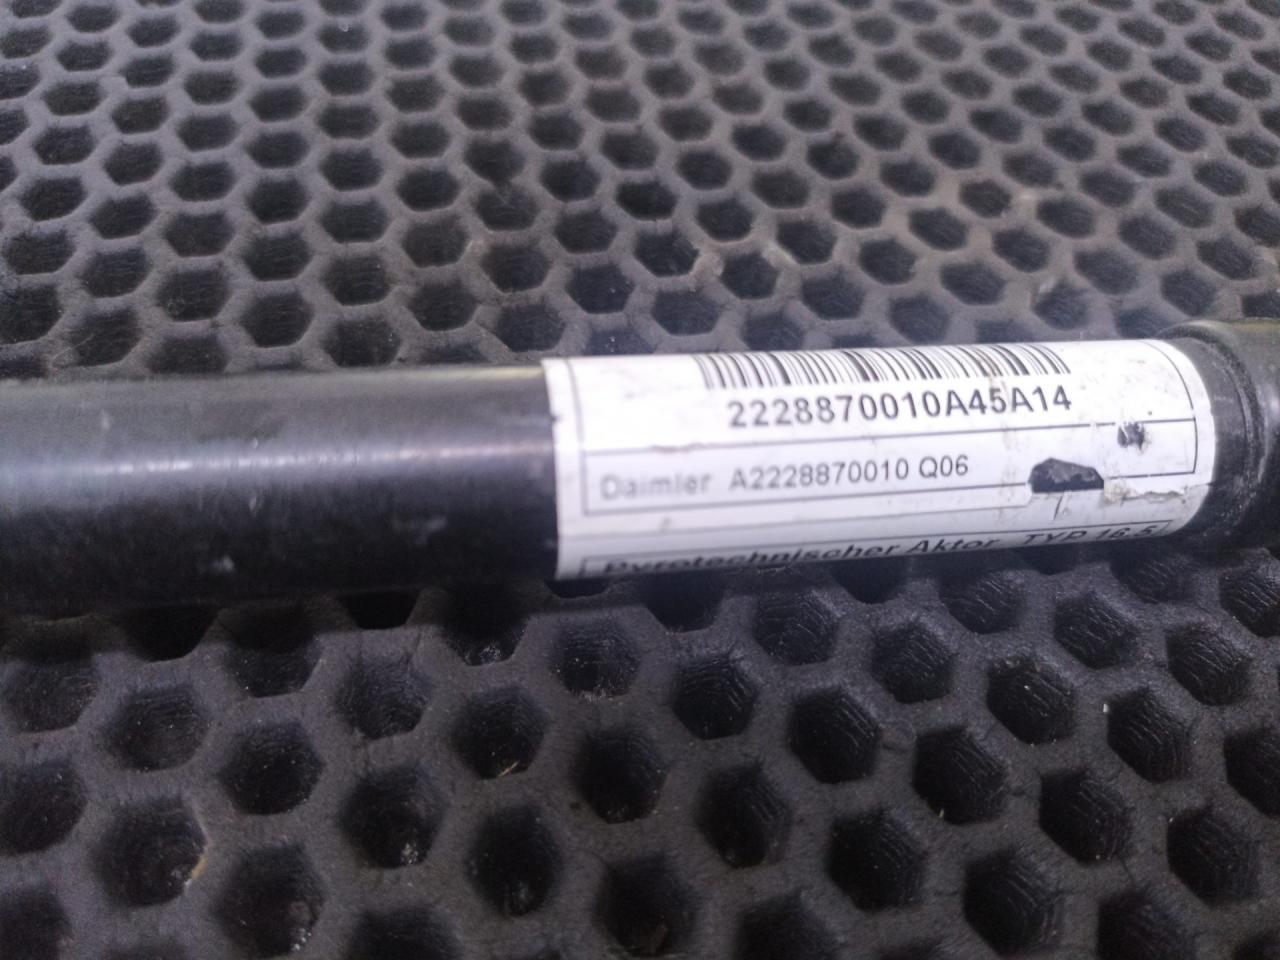 2228870010A45A14
Daimler A2228870010 Q06
Pyrotechnischer Aktor TYP 16.5